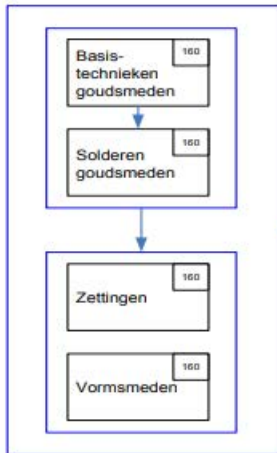 160
Basis-
technieken
goudsmeden
160
Solderen
goudsmeden
160
Zettingen
160
Vormsmeden